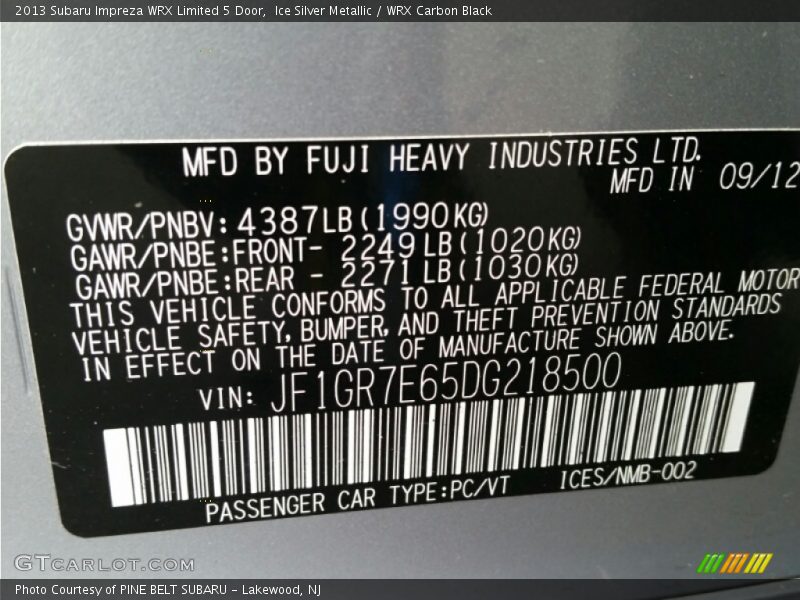 2013 Subaru Impreza WRX Limited 5 Door, Ice Silver Metallic / WRX Carbon Black
MFD BY FUJI HEAVY INDUSTRIES LTD.
MFD IN 09/12
GVWR/PNBV: 4387LB(1990KG)
GAWR/PNBE:FRONT- 2249LB(1020KG)
GAWR/PNBE:REAR - 2271LB(1030KG)
THIS VEHICLE CONFORMS TO ALL APPLICABLE FEDERAL MOTOR
VEHICLE SAFETY, BUMPER, AND THEFT PREVENTION STANDARDS
IN EFFECT ON THE DATE OF MANUFACTURE SHOWN ABOVE.
VIN: JF1GR7E65DG218500
PASSENGER CAR TYPE:PC/VT ICES/NMB-002
GTCARLOT.COM
Photo Courtesy of PINE BELT SUBARU - Lakewood, NJ